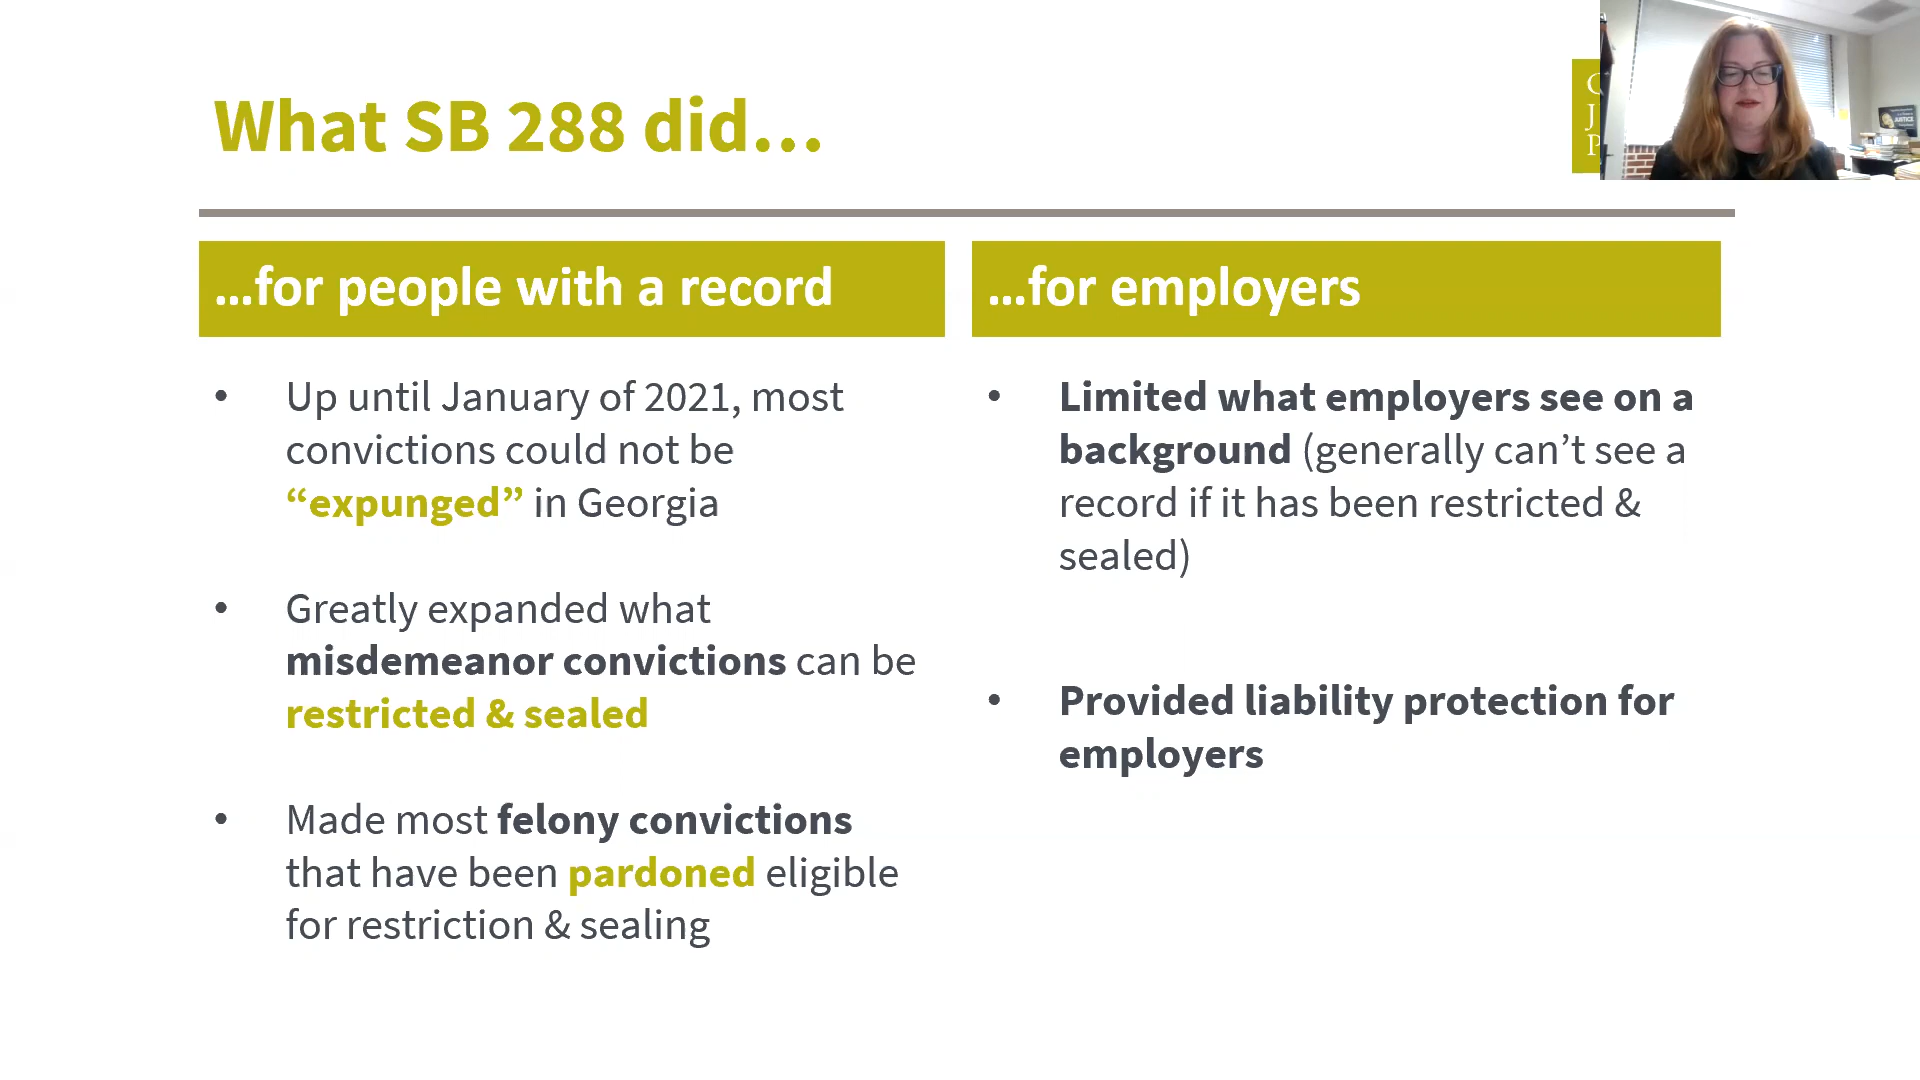 What SB 288 did...
J
P
JUSTICE
...for people with a record
• Up until January of 2021, most
convictions could not be
“expunged” in Georgia
• Greatly expanded what
misdemeanor convictions can be
restricted & sealed
• Made most felony convictions
that have been pardoned eligible
for restriction & sealing
...for employers
• Limited what employers see on a
background (generally can’t see a
record if it has been restricted &
sealed)
• Provided liability protection for
employers